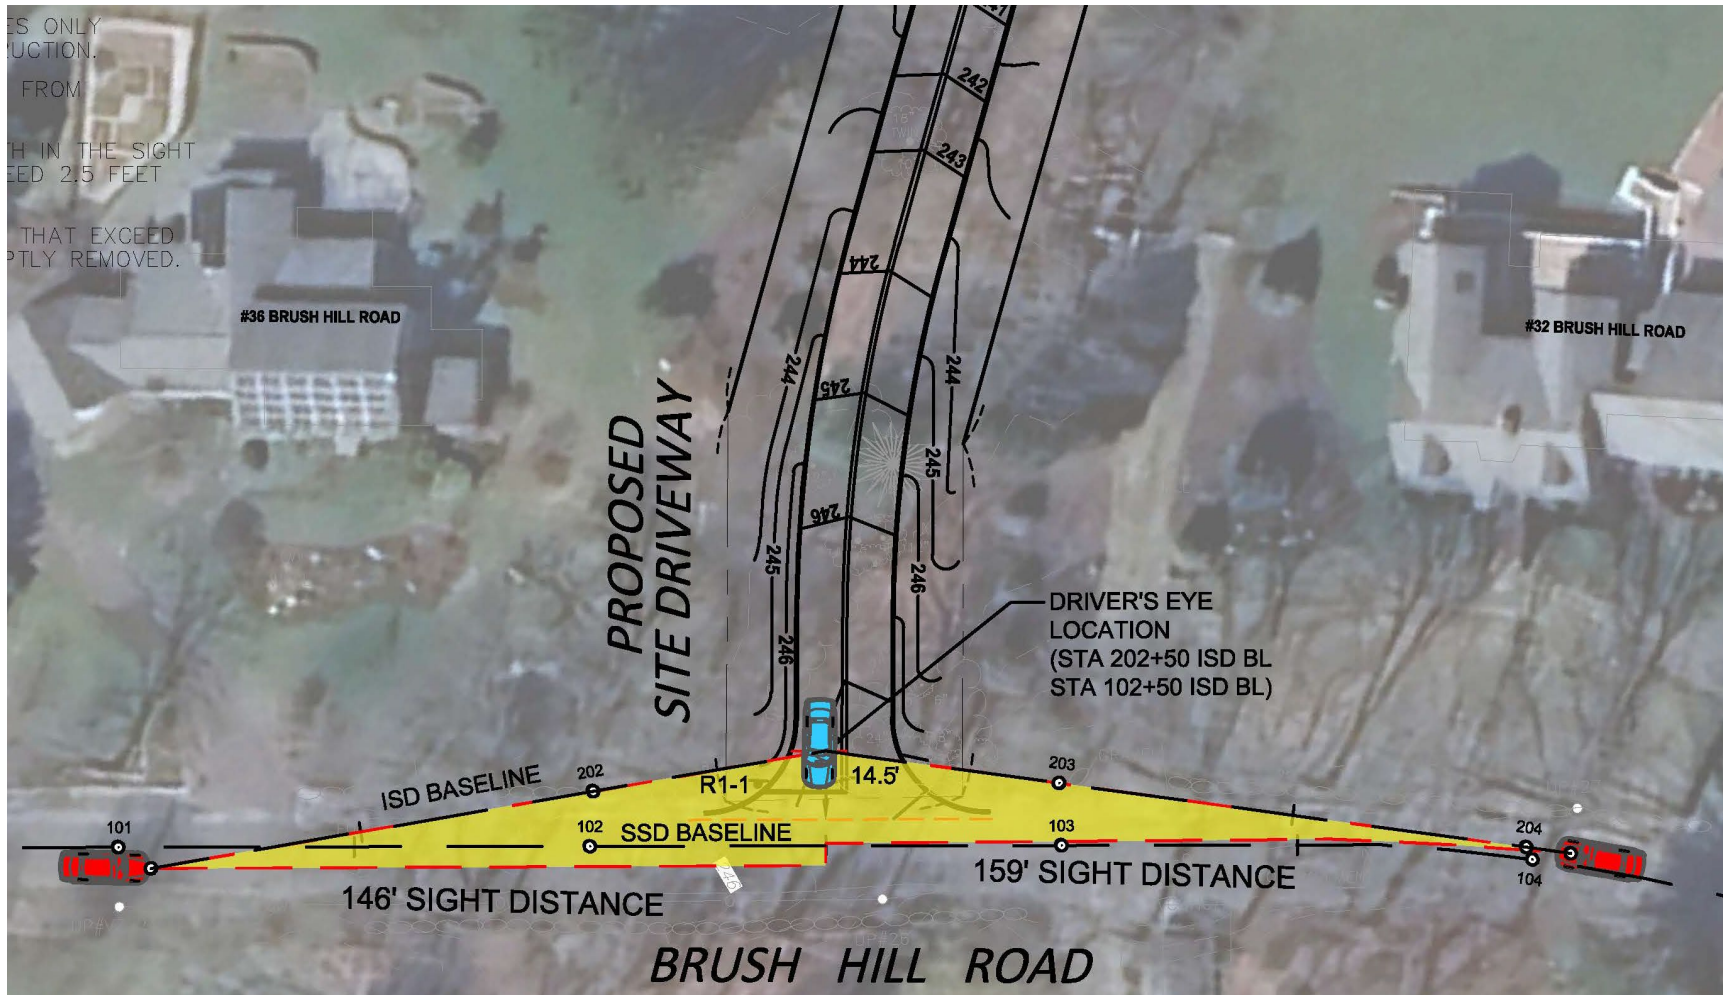 ES ONLY
UCTION.
FROM
TH IN THE SIGHT
EED 2.5 FEET
THAT EXCEED
PTLY REMOVED.
241
242
243
244
245
246
244
245
246
244
245
246
#36 BRUSH HILL ROAD
#32 BRUSH HILL ROAD
PROPOSED
SITE DRIVEWAY
DRIVER'S EYE
LOCATION
(STA 202+50 ISD BL
STA 102+50 ISD BL)
ISD BASELINE
202
R1-1
14.5'
203
101
102
SSD BASELINE
103
204
104
246
146' SIGHT DISTANCE
159' SIGHT DISTANCE
BRUSH HILL ROAD